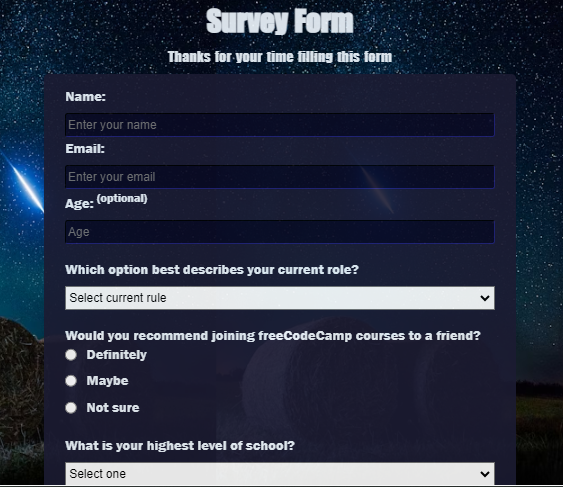 Survey Form
Thanks for your time filling this form
Name:
Enter your name
Email:
Enter your email
Age: (optional)
Age
Which option best describes your current role?
Select current rule
Would you recommend joining freeCodeCamp courses to a friend?
Definitely
Maybe
Not sure
What is your highest level of school?
Select one